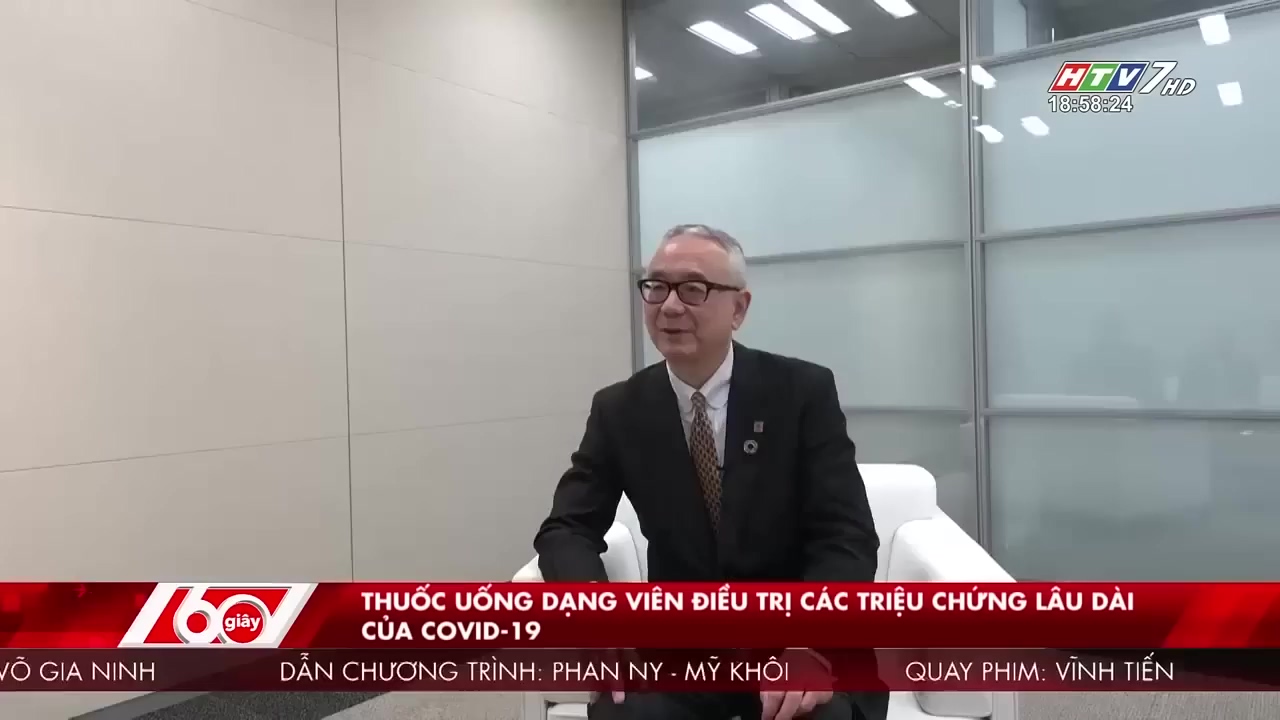 HTV7 HD
18:58:24
60 giây
THUỐC UỐNG DẠNG VIÊN ĐIỀU TRỊ CÁC TRIỆU CHỨNG LÂU DÀI
CỦA COVID-19
VÕ GIA NINH DẪN CHƯƠNG TRÌNH: PHAN NY - MỸ KHÔI QUAY PHIM: VĨNH TIẾN